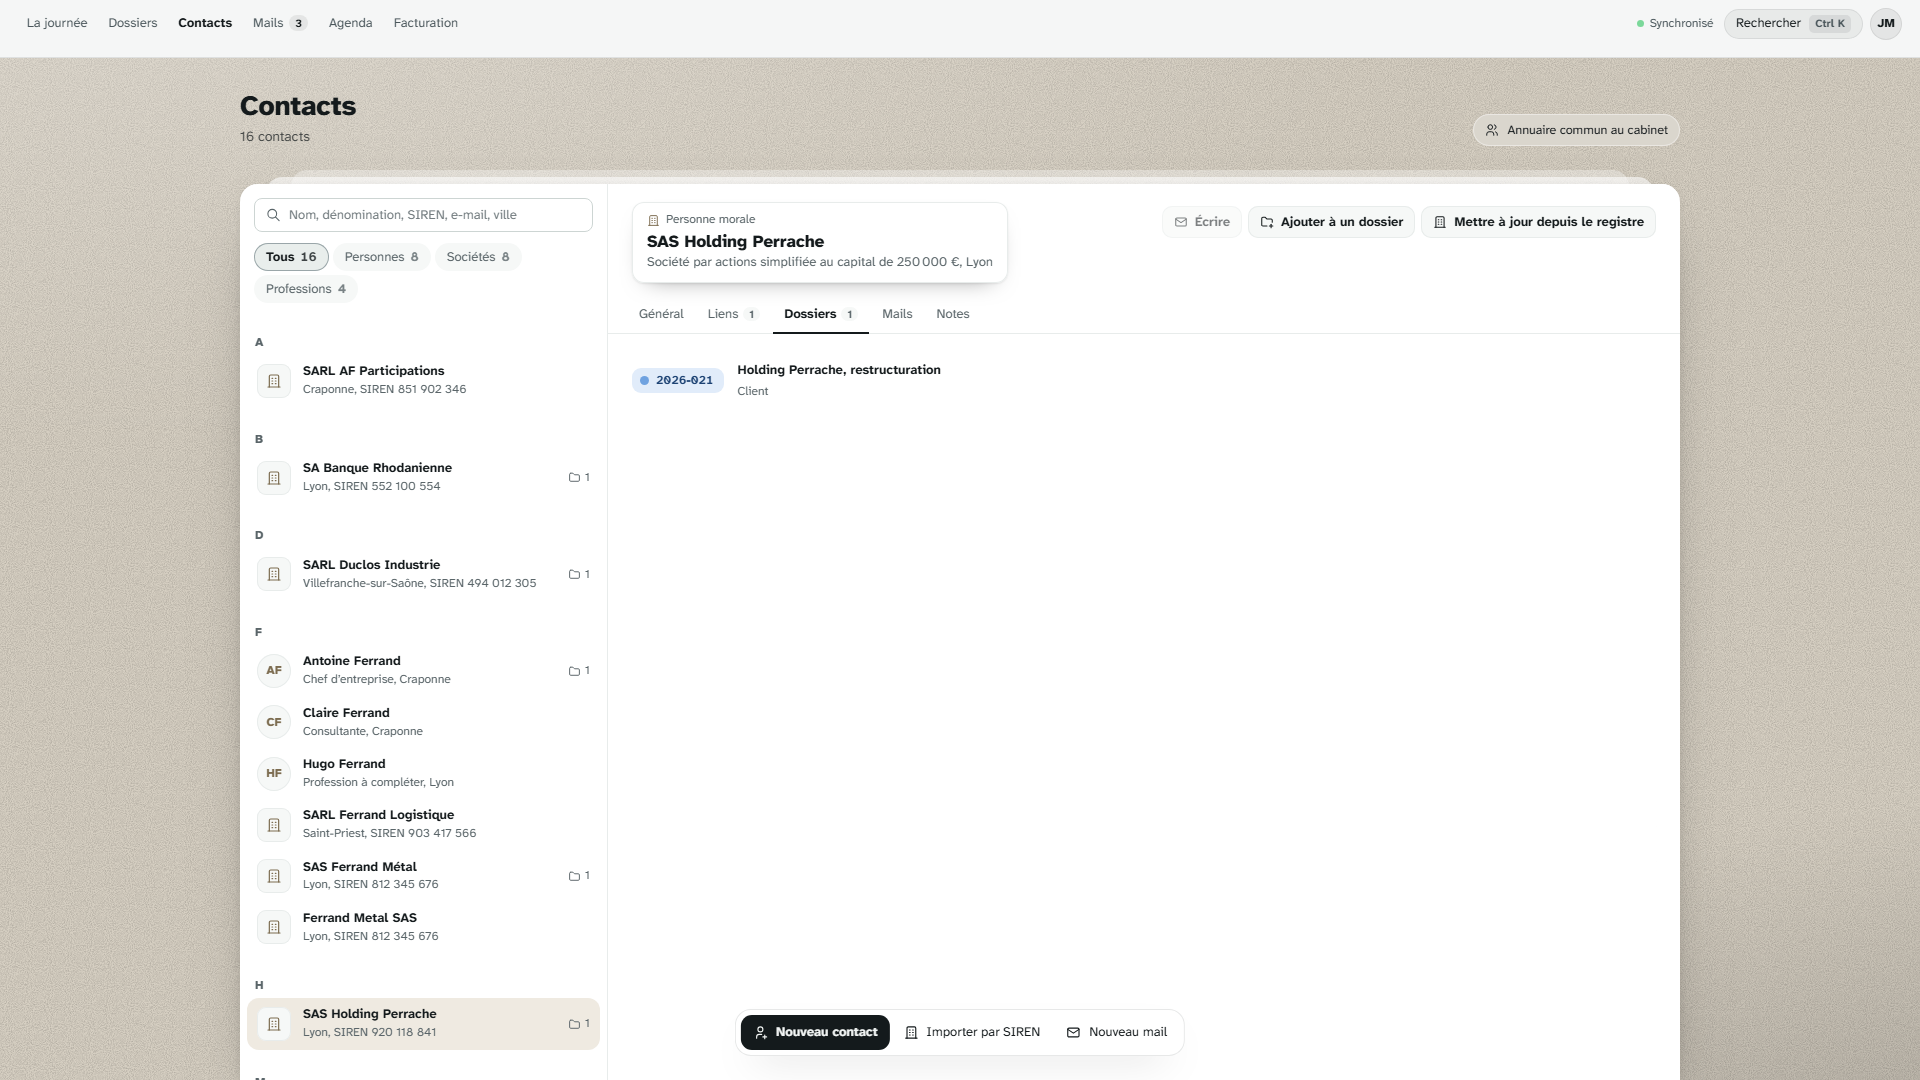 La journée
Dossiers
Contacts
Mails 3
Agenda
Facturation
Synchronisé
Rechercher Ctrl K
JM
Contacts
16 contacts
Annuaire commun au cabinet
Nom, dénomination, SIREN, e-mail, ville
Tous 16
Personnes 8
Sociétés 8
Professions 4
A
SARL AF Participations
Craponne, SIREN 851 902 346
B
SA Banque Rhodanienne
Lyon, SIREN 552 100 554
1
D
SARL Duclos Industrie
Villefranche-sur-Saône, SIREN 494 012 305
1
F
AF
Antoine Ferrand
Chef d'entreprise, Craponne
1
CF
Claire Ferrand
Consultante, Craponne
HF
Hugo Ferrand
Profession à compléter, Lyon
SARL Ferrand Logistique
Saint-Priest, SIREN 903 417 566
SAS Ferrand Métal
Lyon, SIREN 812 345 676
1
Ferrand Metal SAS
Lyon, SIREN 812 345 676
H
SAS Holding Perrache
Lyon, SIREN 920 118 841
1
Personne morale
SAS Holding Perrache
Société par actions simplifiée au capital de 250 000 €, Lyon
Écrire
Ajouter à un dossier
Mettre à jour depuis le registre
Général
Liens 1
Dossiers 1
Mails
Notes
2026-021
Holding Perrache, restructuration
Client
Nouveau contact
Importer par SIREN
Nouveau mail